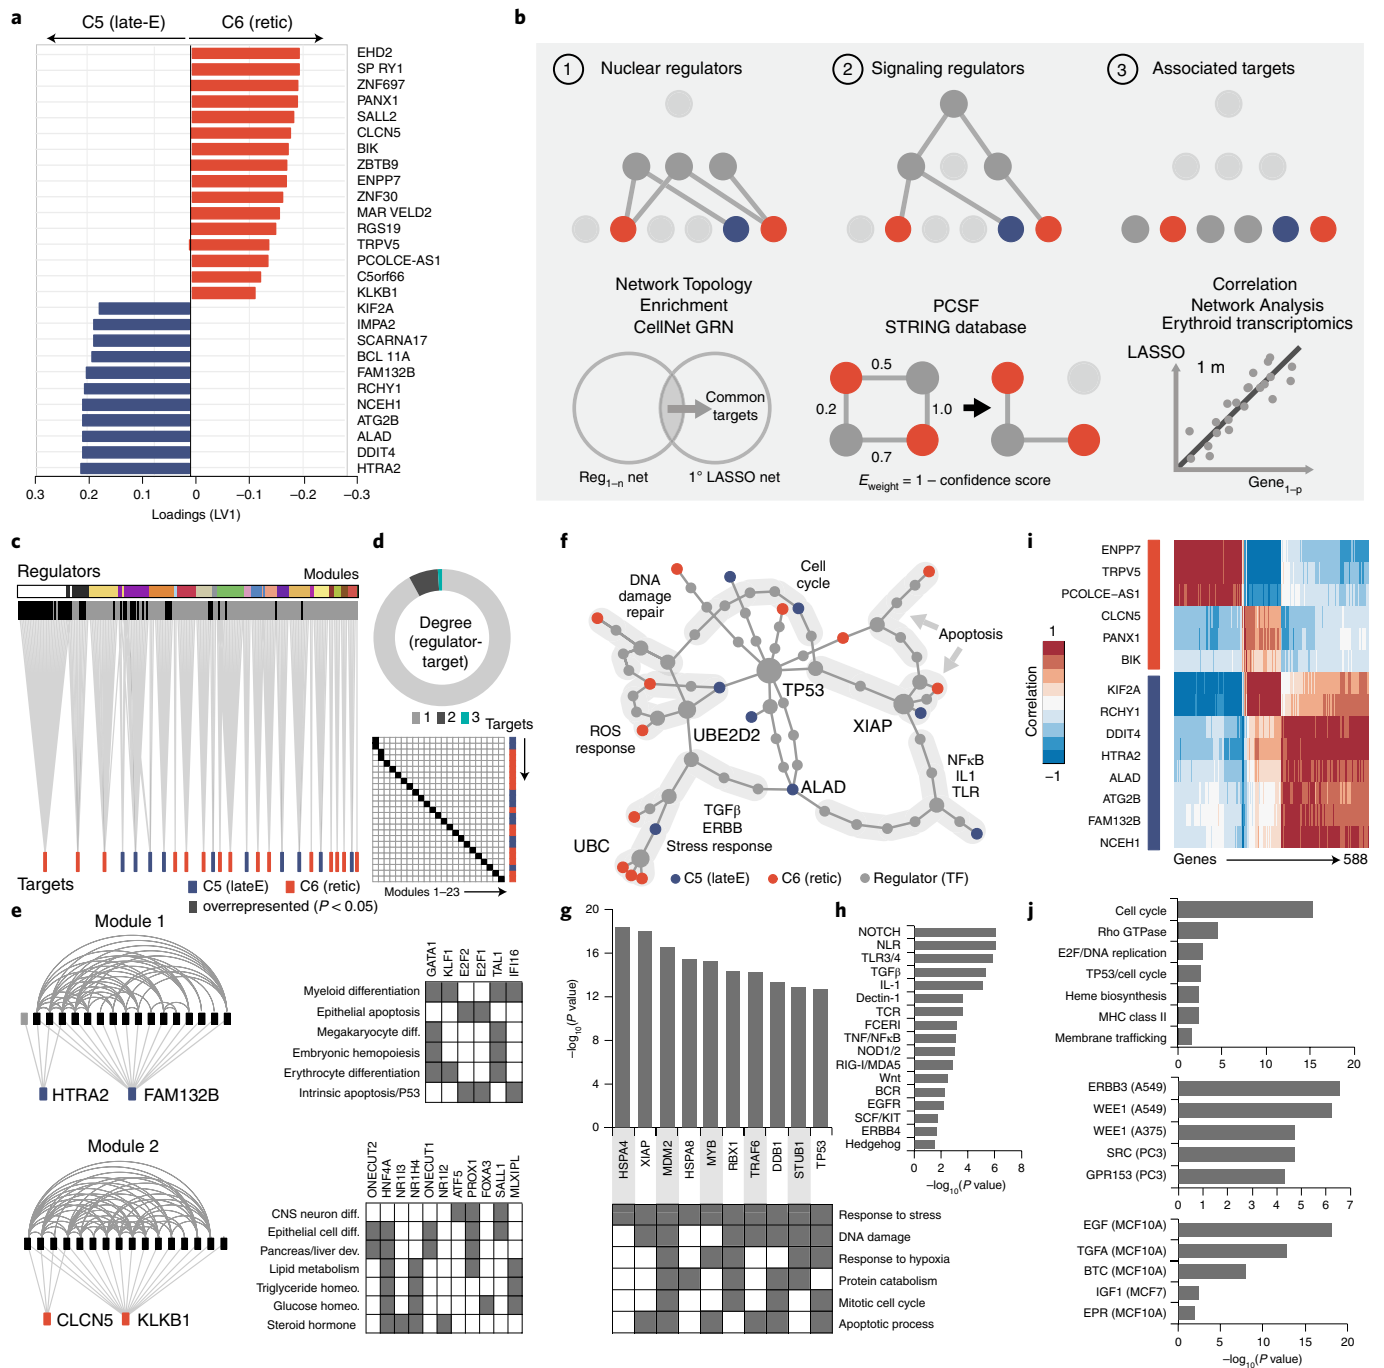 a
C5 (late-E)
C6 (retic)
EHD2
SP RY1
ZNF697
PANX1
SALL2
CLCN5
BIK
ZBTB9
ENPP7
ZNF30
MAR VELD2
RGS19
TRPV5
PCOLCE-AS1
C5orf66
KLKB1
KIF2A
IMPA2
SCARNA17
BCL 11A
FAM132B
RCHY1
NCEH1
ATG2B
ALAD
DDIT4
HTRA2
0.3 0.2 0.1 0 −0.1 −0.2 −0.3
Loadings (LV1)
b
1 Nuclear regulators
Network Topology
Enrichment
CellNet GRN
Common
targets
Reg1–n net
1° LASSO net
2 Signaling regulators
PCSF
STRING database
0.5
0.2
1.0
0.7
Eweight = 1 − confidence score
3 Associated targets
Correlation
Network Analysis
Erythroid transcriptomics
LASSO
1 m
Gene1–p
c
Regulators
Modules
Targets
C5 (lateE)
C6 (retic)
overrepresented (P < 0.05)
d
Degree
(regulator-
target)
1 2 3
Targets
Modules 1–23
e
Module 1
HTRA2
FAM132B
GATA1
KLF1
E2F2
E2F1
TAL1
IFI16
Myeloid differentiation
Epithelial apoptosis
Megakaryocyte diff.
Embryonic hemopoiesis
Erythrocyte differentiation
Intrinsic apoptosis/P53
Module 2
CLCN5
KLKB1
ONECUT2
HNF4A
NR1I3
NR1H4
ONECUT1
NR1I2
ATF5
PROX1
FOXA3
SALL1
MLXIPL
CNS neuron diff.
Epithelial cell diff.
Pancreas/liver dev.
Lipid metabolism
Triglyceride homeo.
Glucose homeo.
Steroid hormone
f
DNA
damage
repair
Cell
cycle
Apoptosis
TP53
XIAP
ROS
response
UBE2D2
NFκB
IL1
TLR
ALAD
TGFβ
ERBB
Stress response
UBC
C5 (lateE)
C6 (retic)
Regulator (TF)
g
20
16
12
8
4
0
−log10(P value)
HSPA4
XIAP
MDM2
HSPA8
MYB
RBX1
TRAF6
DDB1
STUB1
TP53
Response to stress
DNA damage
Response to hypoxia
Protein catabolism
Mitotic cell cycle
Apoptotic process
h
NOTCH
NLR
TLR3/4
TGFβ
IL-1
Dectin-1
TCR
FCERI
TNF/NFκB
NOD1/2
RIG-I/MDA5
Wnt
BCR
EGFR
SCF/KIT
ERBB4
Hedgehog
0 2 4 6 8
−log10(P value)
i
1
Correlation
−1
ENPP7
TRPV5
PCOLCE−AS1
CLCN5
PANX1
BIK
KIF2A
RCHY1
DDIT4
HTRA2
ALAD
ATG2B
FAM132B
NCEH1
Genes
588
j
Cell cycle
Rho GTPase
E2F/DNA replication
TP53/cell cycle
Heme biosynthesis
MHC class II
Membrane trafficking
0 5 10 15 20
ERBB3 (A549)
WEE1 (A549)
WEE1 (A375)
SRC (PC3)
GPR153 (PC3)
0 1 2 3 4 5 6 7
EGF (MCF10A)
TGFA (MCF10A)
BTC (MCF10A)
IGF1 (MCF7)
EPR (MCF10A)
0 5 10 15 20
−log10(P value)